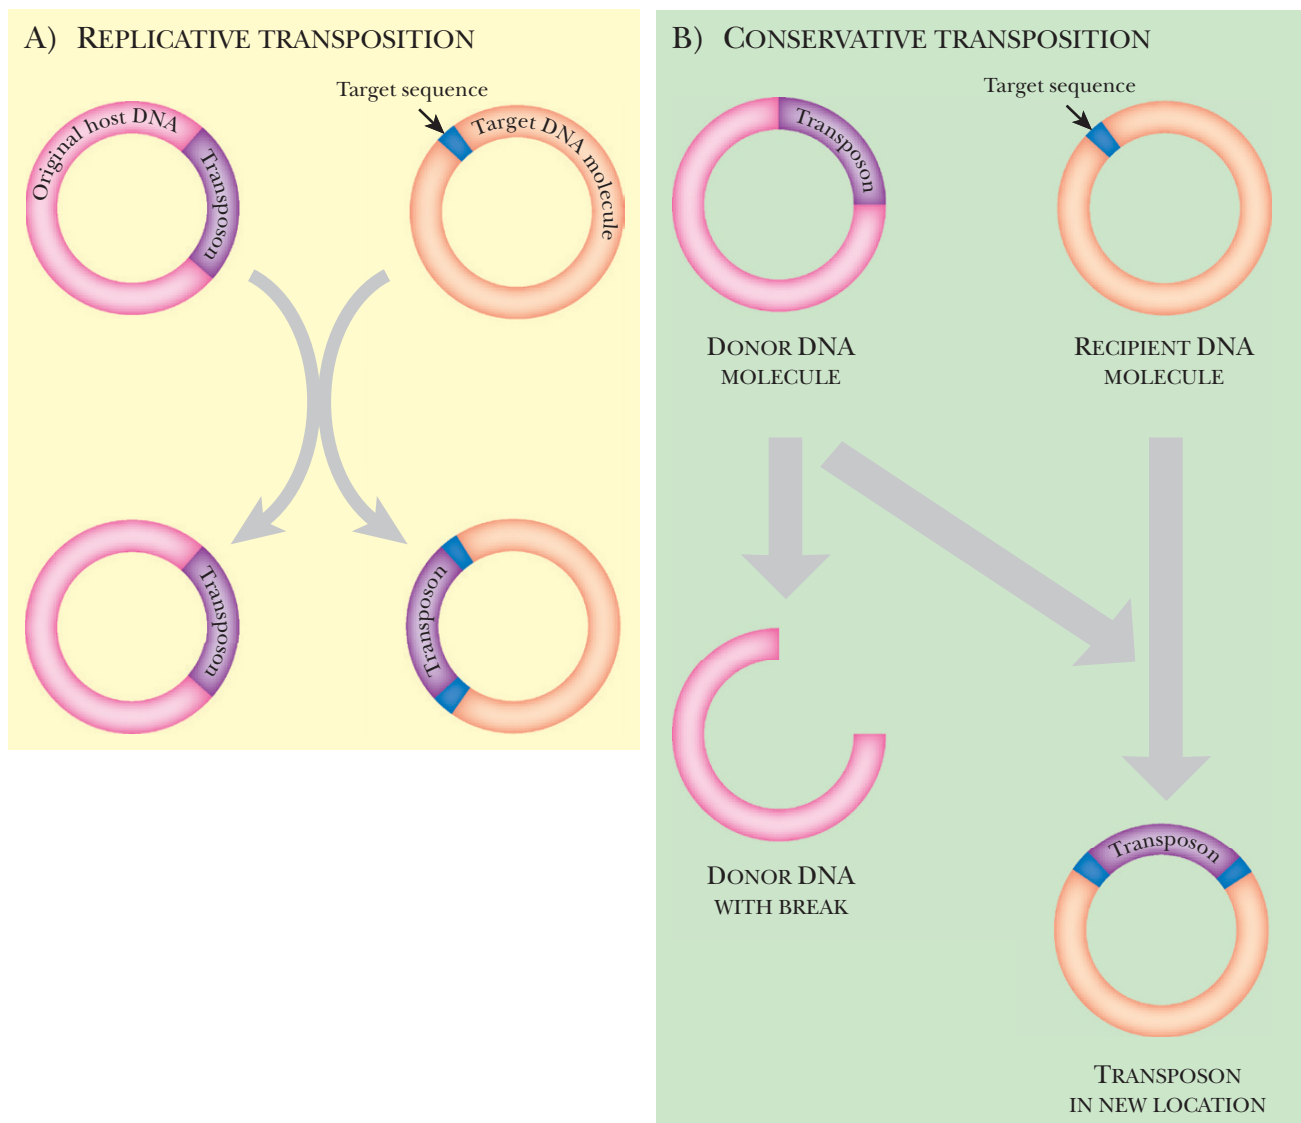 A) REPLICATIVE TRANSPOSITION
Target sequence
Original host DNA
Transposon
Target DNA molecule
Transposon
Transposon
B) CONSERVATIVE TRANSPOSITION
Target sequence
Transposon
DONOR DNA
MOLECULE
RECIPIENT DNA
MOLECULE
DONOR DNA
WITH BREAK
Transposon
TRANSPOSON
IN NEW LOCATION